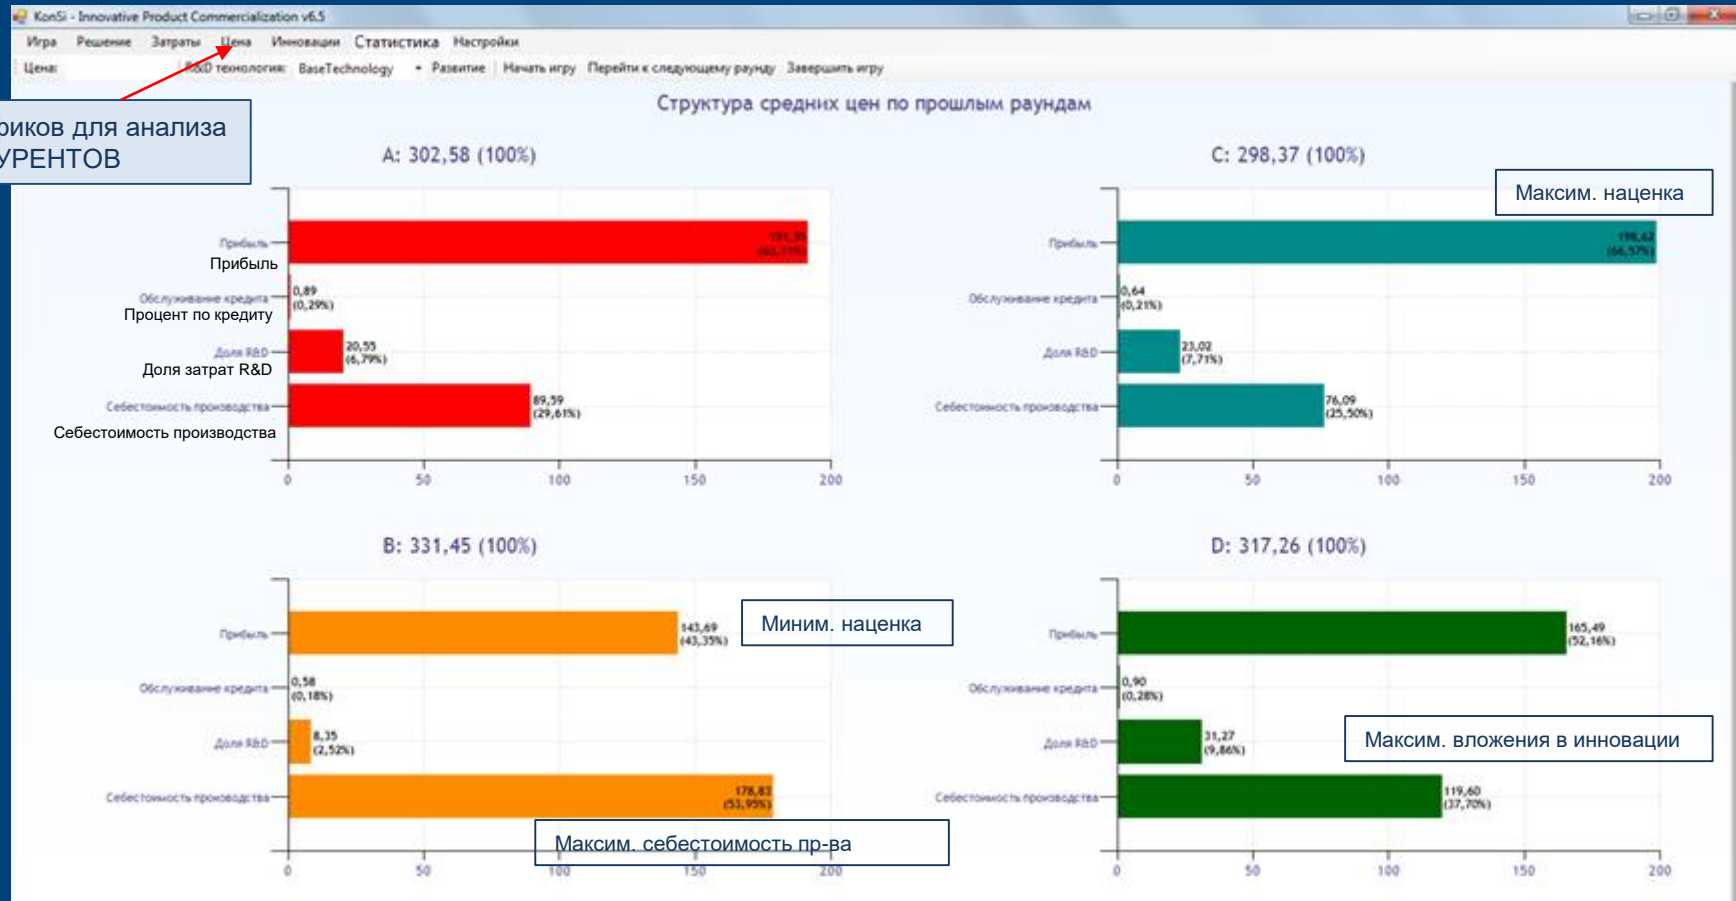 KonSi - Innovative Product Commercialization v6.5
Игра Решение Затраты Цена Инновации Статистика Настройки
Цена: R&D технология: BaseTechnology Развитие Начать игру Перейти к следующему раунду Завершить игру
фиков для анализа
УРЕНТОВ
Структура средних цен по прошлым раундам
A: 302,58 (100%)
Прибыль
Прибыль
Обслуживание кредита
0,89
(0,29%)
Процент по кредиту
Доля R&D
20,55
(6,79%)
Доля затрат R&D
Себестоимость производства
89,59
(29,61%)
Себестоимость производства
0 50 100 150 200
C: 298,37 (100%)
Максим. наценка
Прибыль
198,62
(66,57%)
Обслуживание кредита
0,64
(0,21%)
Доля R&D
23,02
(7,71%)
Себестоимость производства
76,09
(25,50%)
0 50 100 150 200
B: 331,45 (100%)
Прибыль
143,69
(43,35%)
Миним. наценка
Обслуживание кредита
0,58
(0,18%)
Доля R&D
8,35
(2,52%)
Себестоимость производства
178,83
(53,95%)
Максим. себестоимость пр-ва
0 50 100 150 200
D: 317,26 (100%)
Прибыль
165,49
(52,16%)
Обслуживание кредита
0,90
(0,28%)
Доля R&D
31,27
(9,86%)
Максим. вложения в инновации
Себестоимость производства
119,60
(37,70%)
0 50 100 150 200